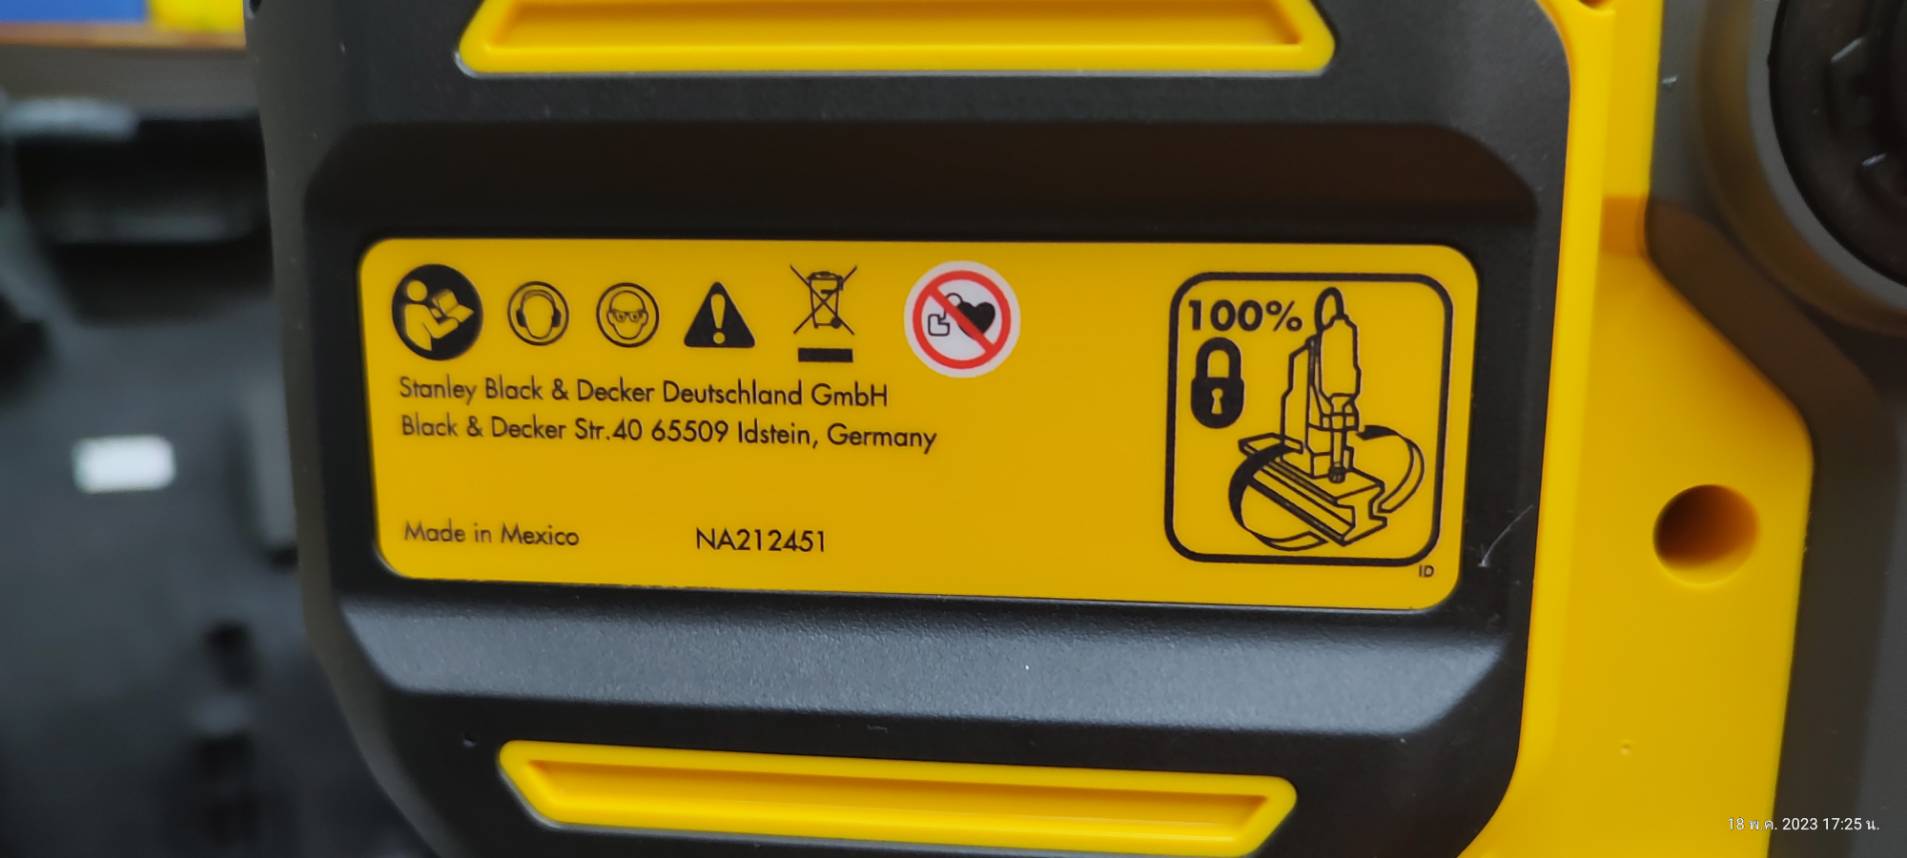 100%
Stanley Black & Decker Deutschland GmbH
Black & Decker Str.40 65509 Idstein, Germany
Made in Mexico NA212451
ID
18 พ.ค. 2023 17:25 น.